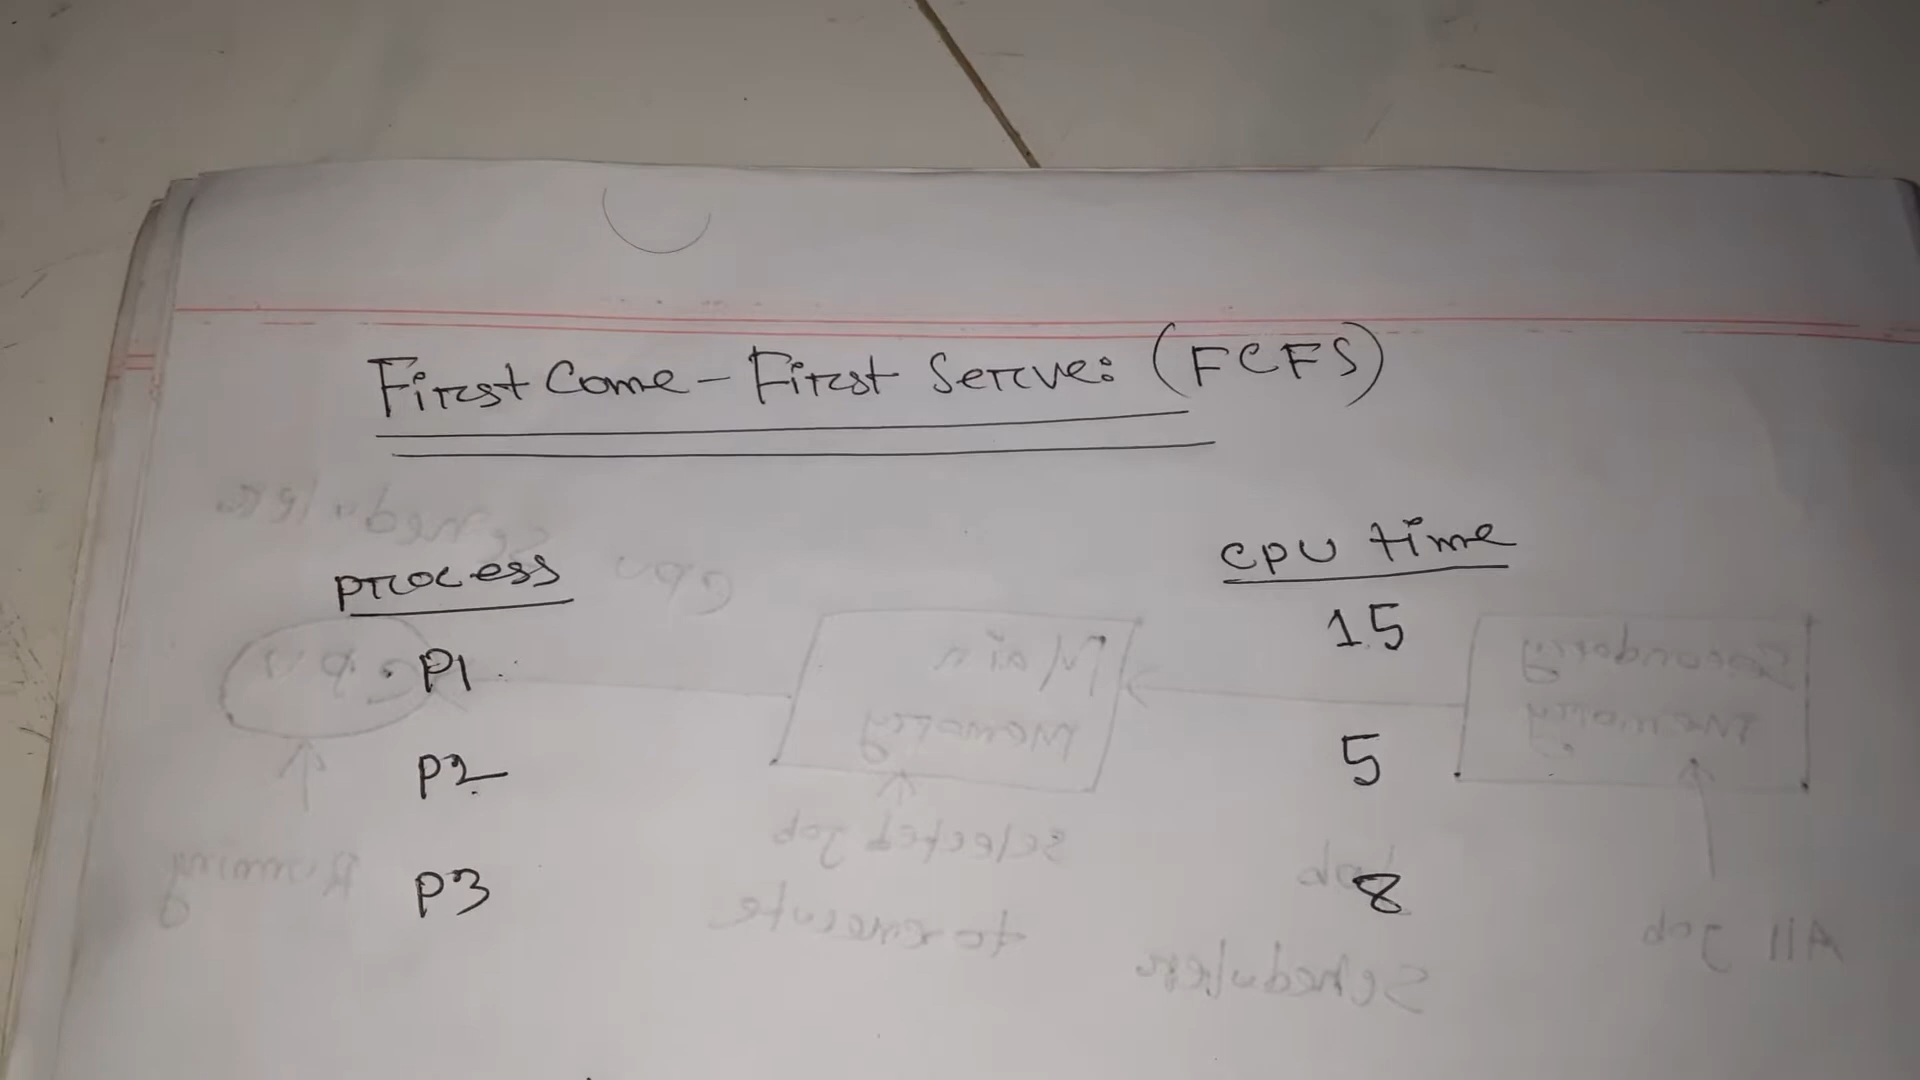 First Come - First Serve: (FCFS)
process CPU time
P1 15
P2 5
P3 8